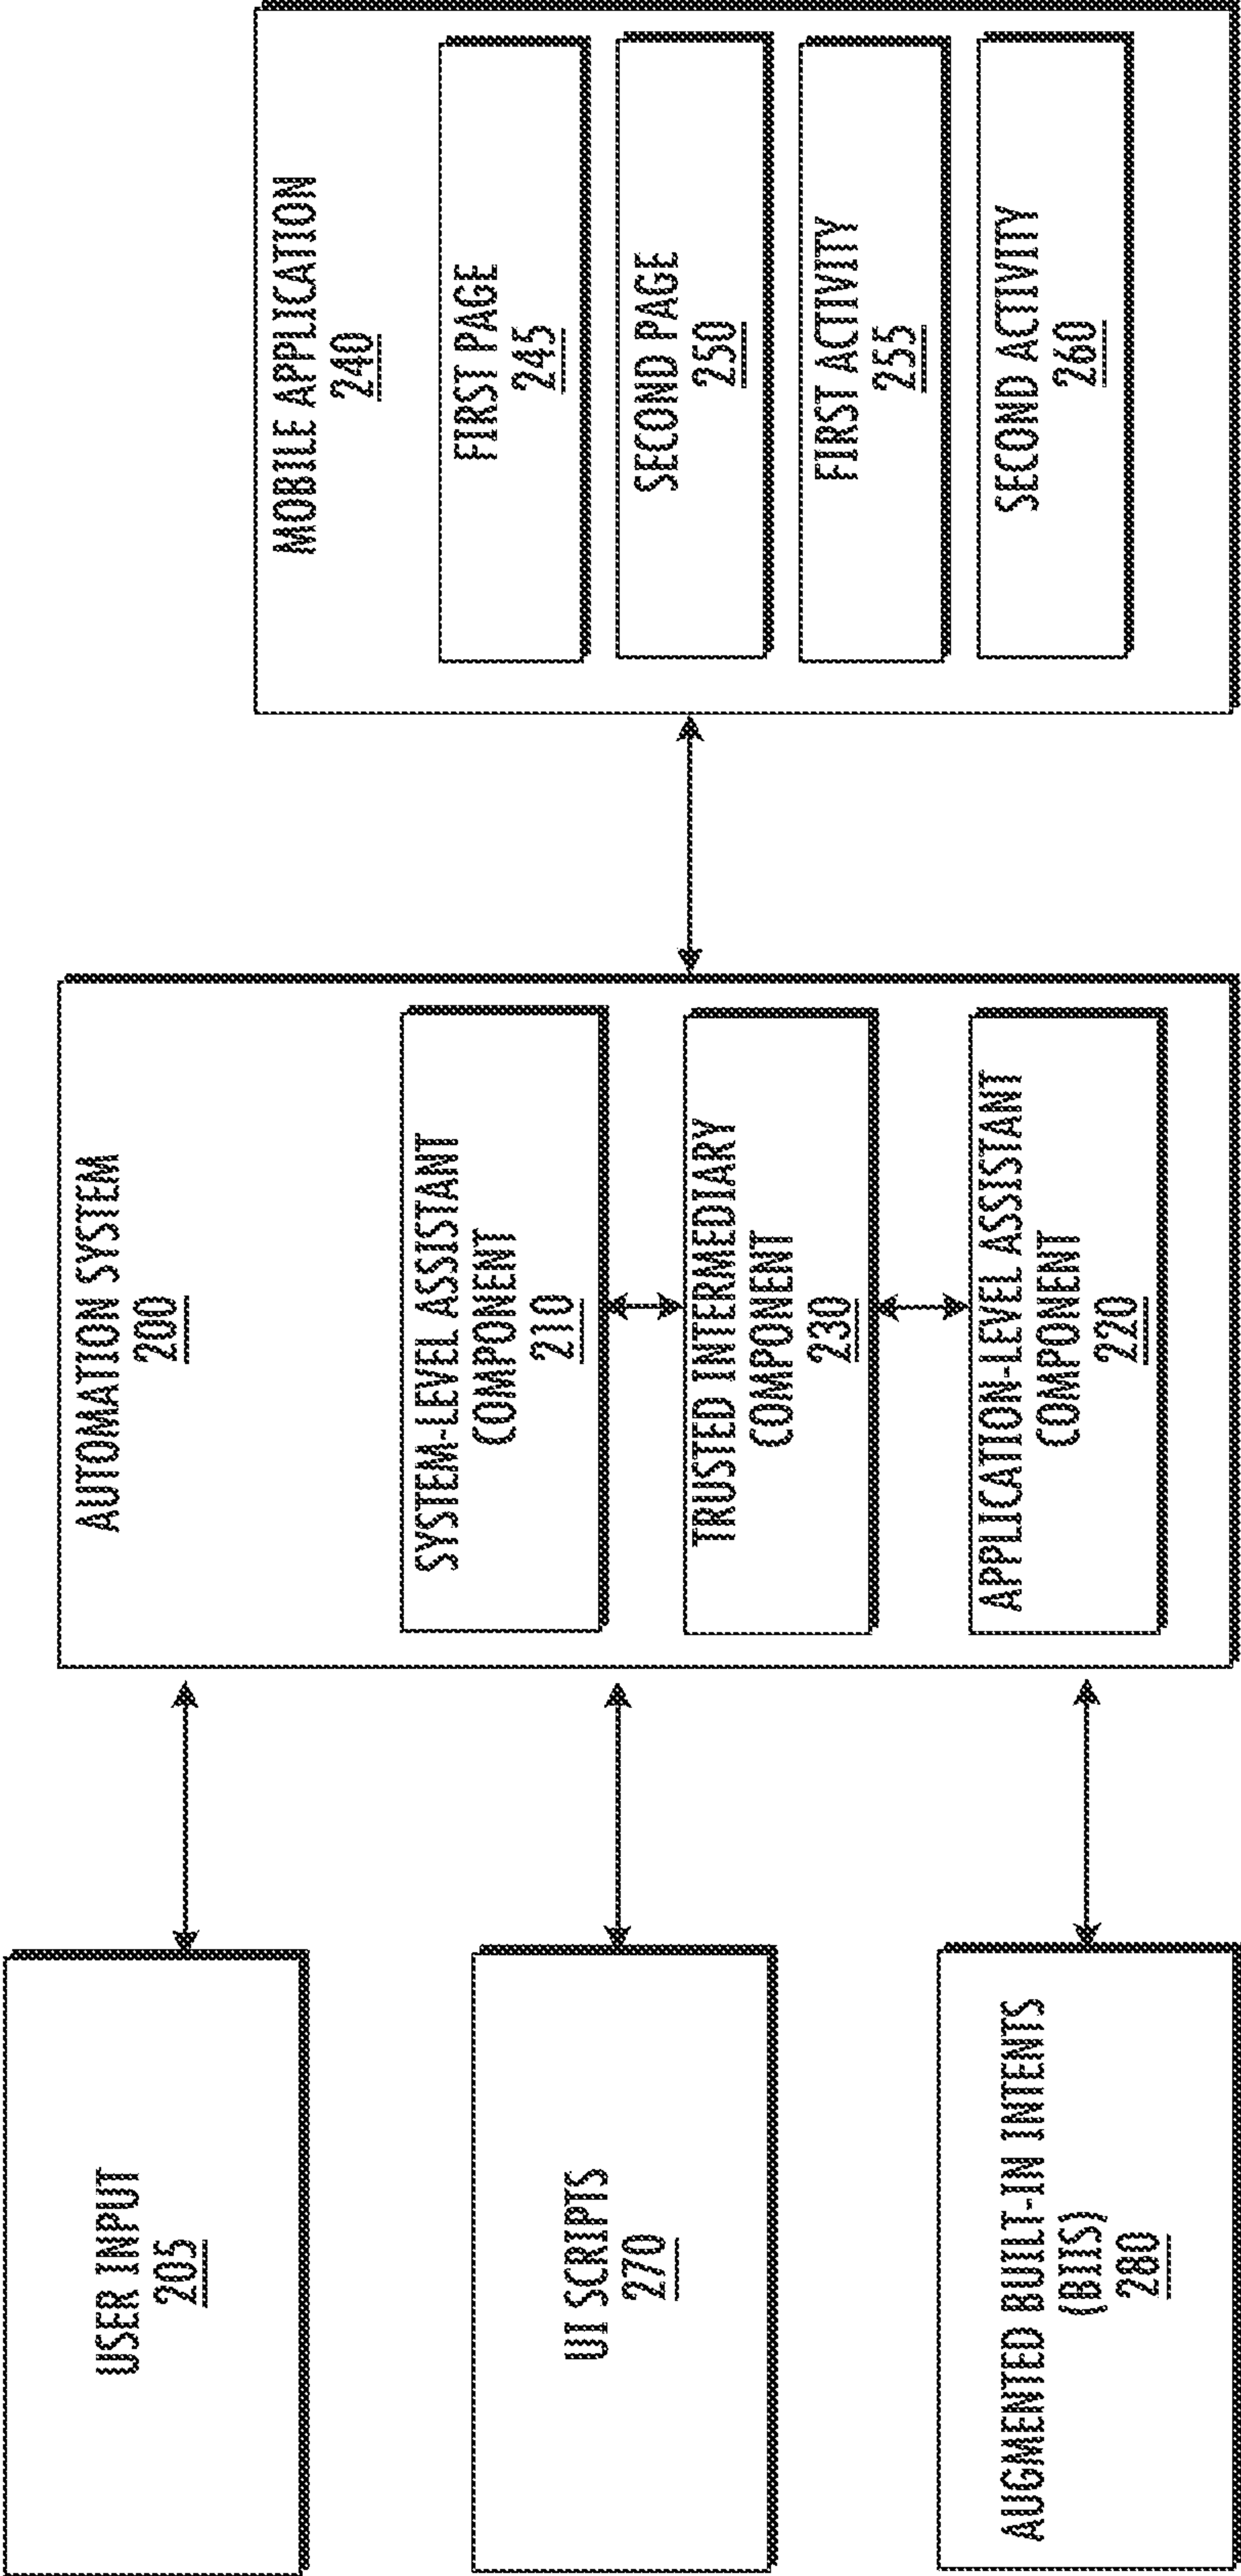 USER INPUT
205
UI SCRIPTS
270
AUGMENTED BUILT-IN INTENTS
(BIIS)
280
AUTOMATION SYSTEM
200
SYSTEM-LEVEL ASSISTANT
COMPONENT
210
TRUSTED INTERMEDIARY
COMPONENT
230
APPLICATION-LEVEL ASSISTANT
COMPONENT
220
MOBILE APPLICATION
240
FIRST PAGE
245
SECOND PAGE
250
FIRST ACTIVITY
255
SECOND ACTIVITY
260